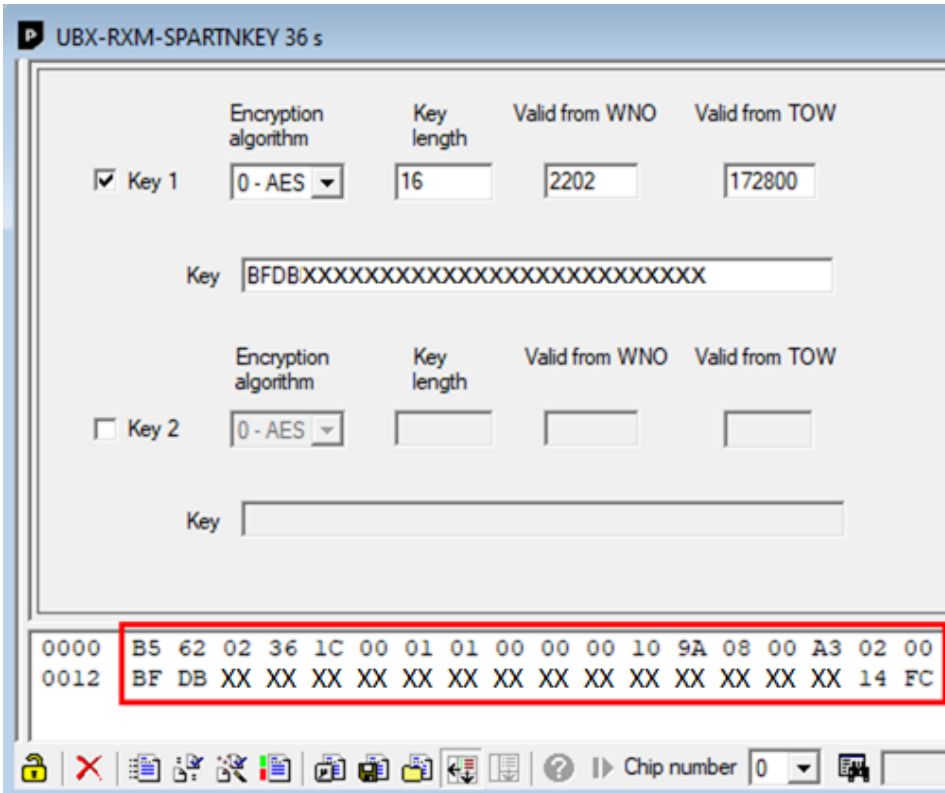 P UBX-RXM-SPARTNKEY 36 s
Encryption algorithm Key length Valid from WNO Valid from TOW
Key 1 0 - AES 16 2202 172800
Key BFDBXXXXXXXXXXXXXXXXXXXXXXXXXXX
Encryption algorithm Key length Valid from WNO Valid from TOW
Key 2 0 - AES
Key
0000 B5 62 02 36 1C 00 01 01 00 00 00 10 9A 08 00 A3 02 00
0012 BF DB XX XX XX XX XX XX XX XX XX XX XX XX XX XX 14 FC
Chip number 0